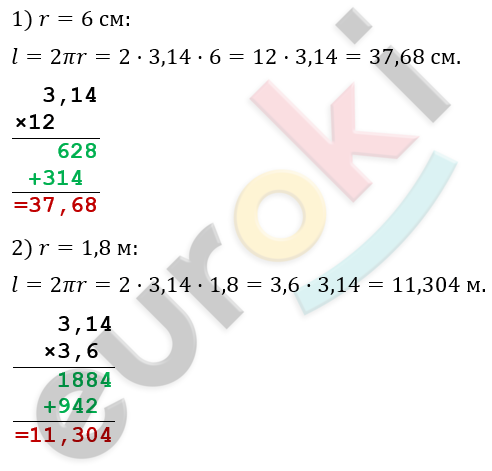 1) r = 6 см:
l = 2πr = 2 · 3,14 · 6 = 12 · 3,14 = 37,68 см.
3,14
×12
628
+314
=37,68
2) r = 1,8 м:
l = 2πr = 2 · 3,14 · 1,8 = 3,6 · 3,14 = 11,304 м.
3,14
×3,6
1884
+942
=11,304
euroki